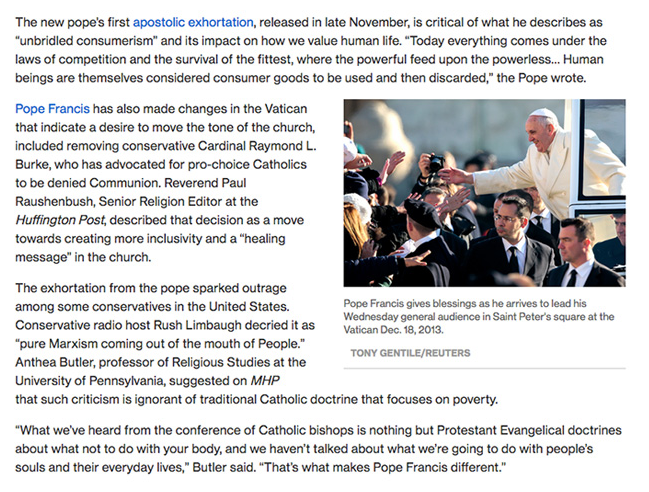 The new pope's first apostolic exhortation, released in late November, is critical of what he describes as
“unbridled consumerism” and its impact on how we value human life. “Today everything comes under the
laws of competition and the survival of the fittest, where the powerful feed upon the powerless... Human
beings are themselves considered consumer goods to be used and then discarded,” the Pope wrote.
Pope Francis has also made changes in the Vatican
that indicate a desire to move the tone of the church,
included removing conservative Cardinal Raymond L.
Burke, who has advocated for pro-choice Catholics
to be denied Communion. Reverend Paul
Raushenbush, Senior Religion Editor at the
Huffington Post, described that decision as a move
towards creating more inclusivity and a “healing
message” in the church.
The exhortation from the pope sparked outrage
among some conservatives in the United States.
Conservative radio host Rush Limbaugh decried it as
“pure Marxism coming out of the mouth of People.”
Anthea Butler, professor of Religious Studies at the
University of Pennsylvania, suggested on MHP
that such criticism is ignorant of traditional Catholic doctrine that focuses on poverty.
“What we've heard from the conference of Catholic bishops is nothing but Protestant Evangelical doctrines
about what not to do with your body, and we haven't talked about what we're going to do with people's
souls and their everyday lives,” Butler said. “That's what makes Pope Francis different.”
Pope Francis gives blessings as he arrives to lead his
Wednesday general audience in Saint Peter's square at the
Vatican Dec. 18, 2013.
TONY GENTILE/REUTERS